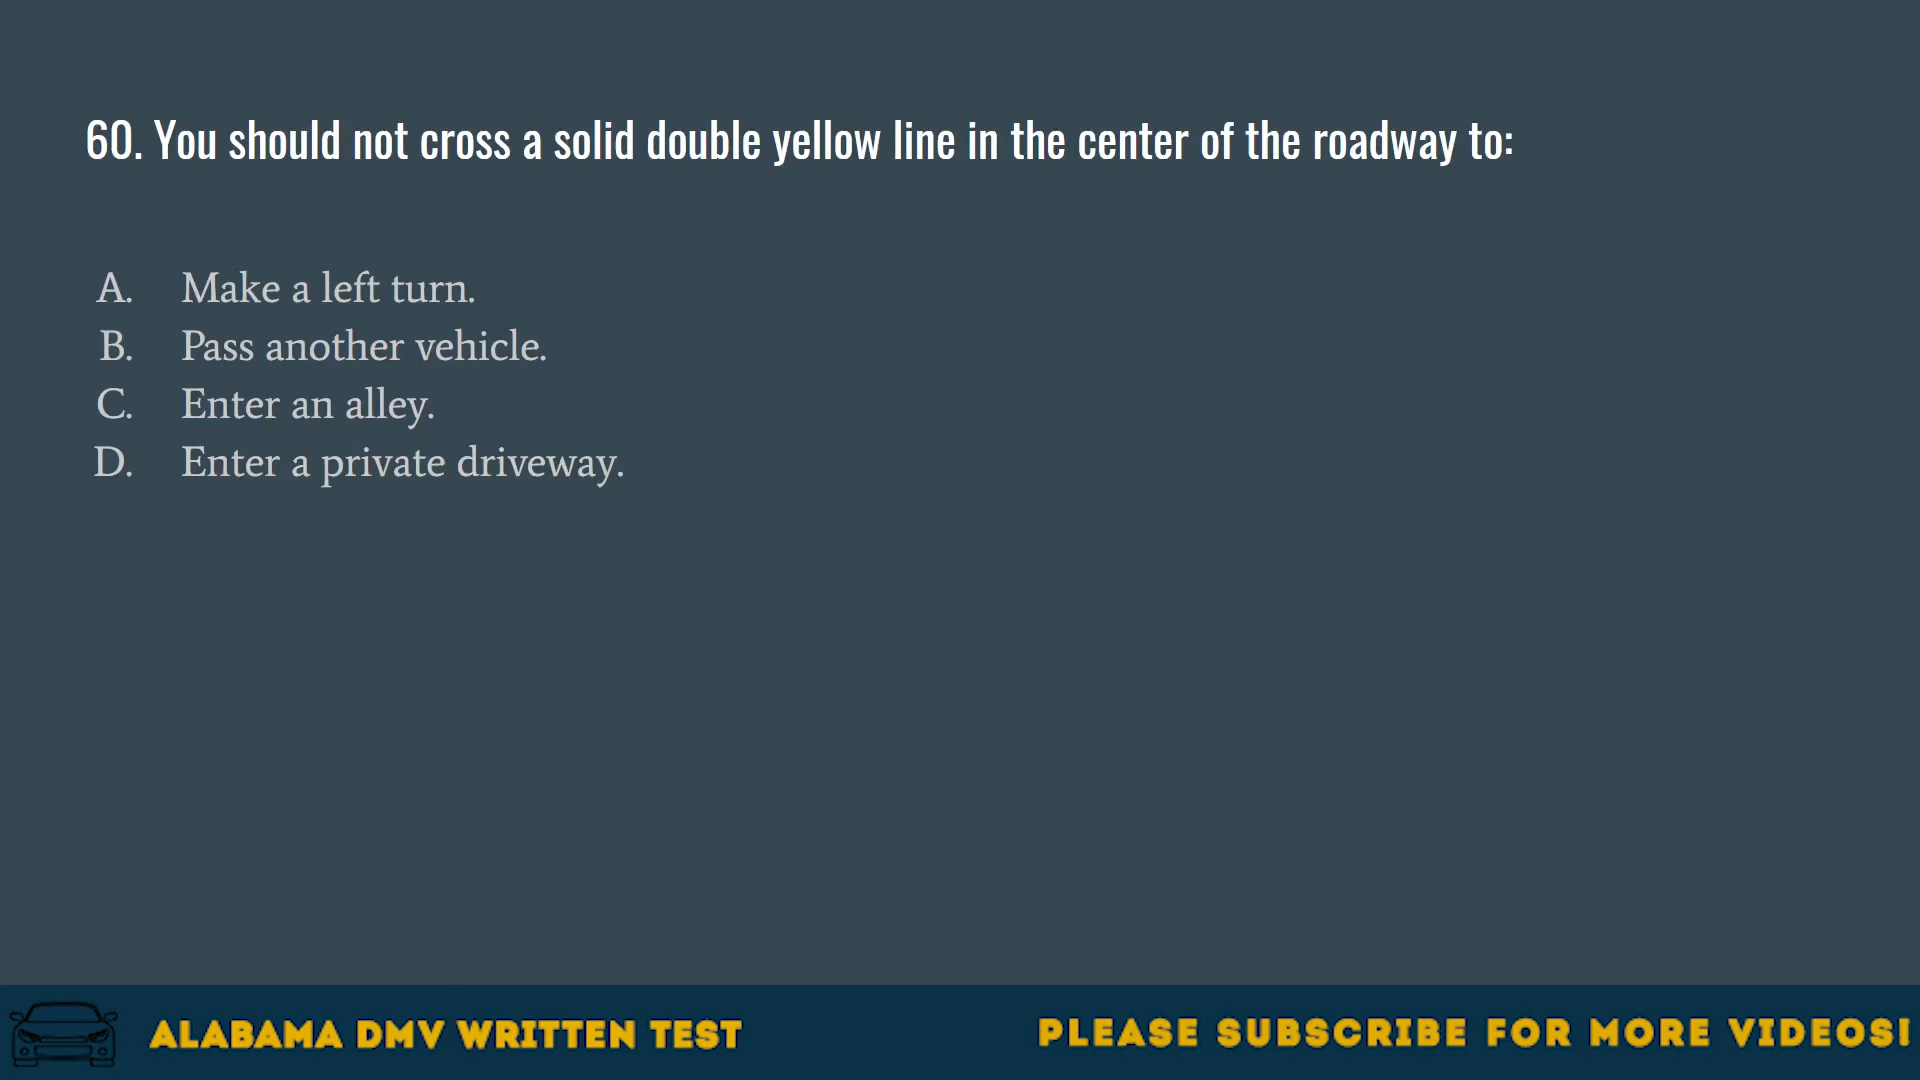 60. You should not cross a solid double yellow line in the center of the roadway to:
A. Make a left turn.
B. Pass another vehicle.
C. Enter an alley.
D. Enter a private driveway.
ALABAMA DMV WRITTEN TEST
PLEASE SUBSCRIBE FOR MORE VIDEOS!